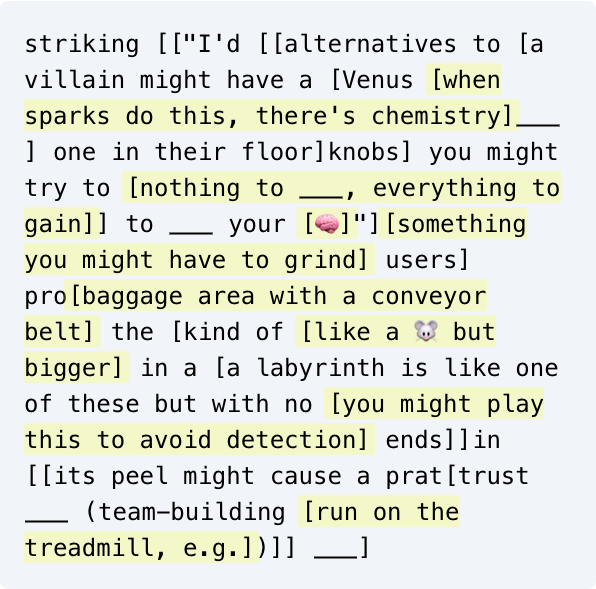 striking [["I'd [[alternatives to [a
villain might have a [Venus [when
sparks do this, there's chemistry]___
] one in their floor]knobs] you might
try to [nothing to ___, everything to
gain]] to ___ your [🧠]"][something
you might have to grind] users]
pro[baggage area with a conveyor
belt] the [kind of [like a 🐭 but
bigger] in a [a labyrinth is like one
of these but with no [you might play
this to avoid detection] ends]]in
[[its peel might cause a prat[trust
___ (team–building [run on the
treadmill, e.g.])]] ___]